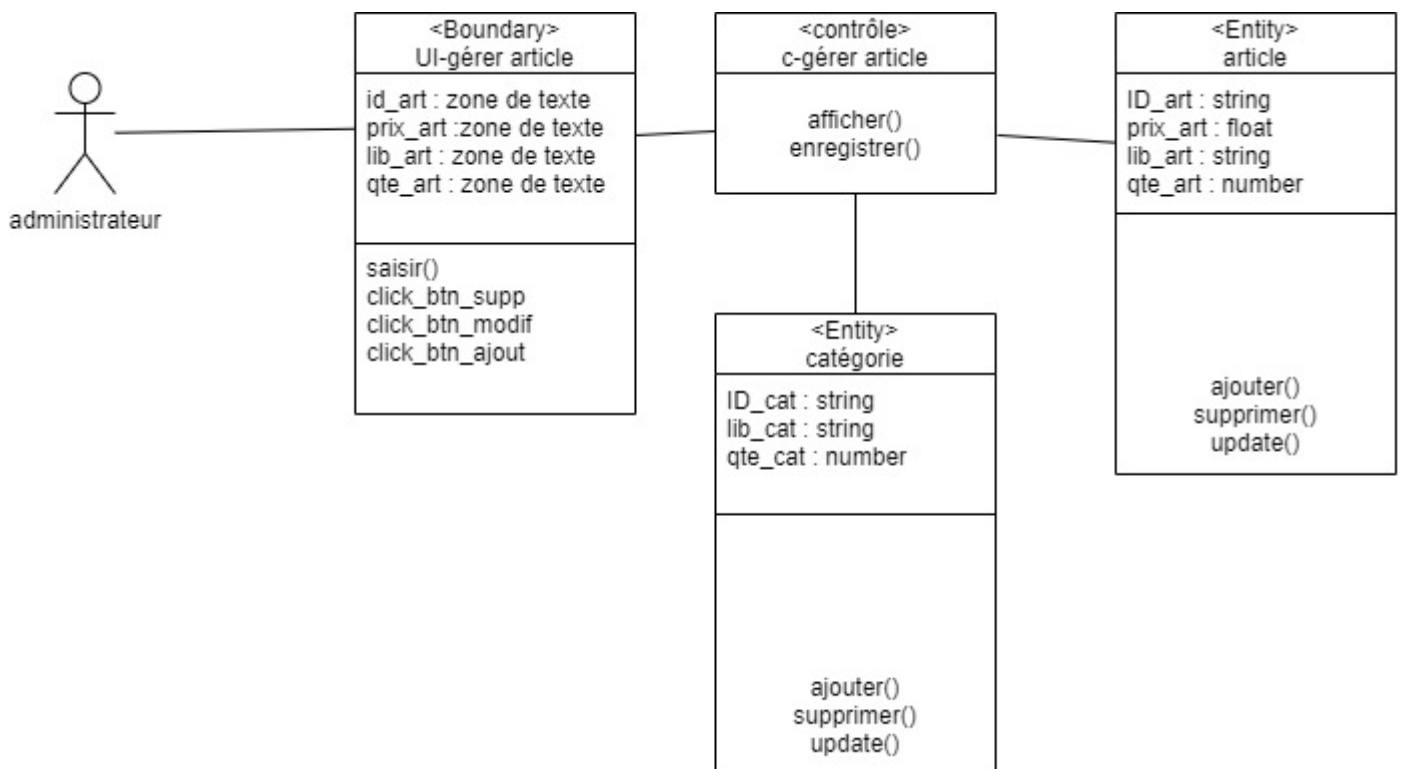 administrateur
<Boundary>
UI-gérer article
id_art : zone de texte
prix_art :zone de texte
lib_art : zone de texte
qte_art : zone de texte
saisir()
click_btn_supp
click_btn_modif
click_btn_ajout
<contrôle>
c-gérer article
afficher()
enregistrer()
<Entity>
article
ID_art : string
prix_art : float
lib_art : string
qte_art : number
ajouter()
supprimer()
update()
<Entity>
catégorie
ID_cat : string
lib_cat : string
qte_cat : number
ajouter()
supprimer()
update()